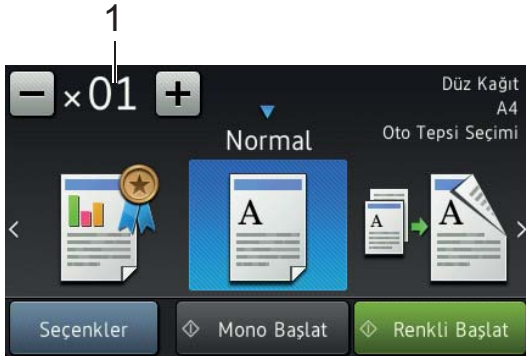 1
×01
Düz Kağıt
A4
Oto Tepsi Seçimi
Normal
A
A
A
Seçenkler
Mono Başlat
Renkli Başlat